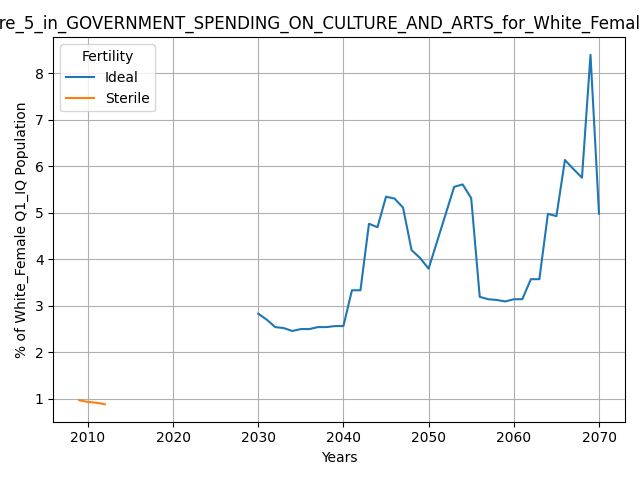 re_5_in_GOVERNMENT_SPENDING_ON_CULTURE_AND_ARTS_for_White_Femal
Fertility
Ideal
Sterile
% of White_Female Q1_IQ Population
8
7
6
5
4
3
2
1
2010 2020 2030 2040 2050 2060 2070
Years